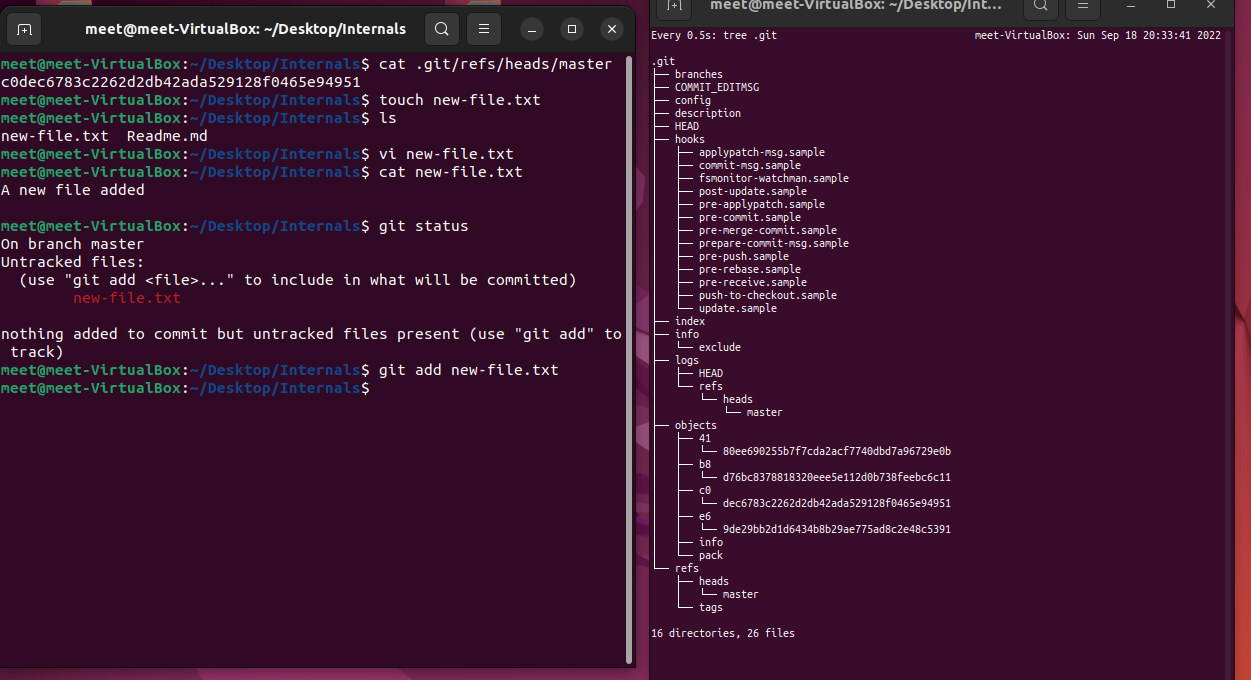 meet@meet-VirtualBox: ~/Desktop/Internals
meet@meet-VirtualBox:~/Desktop/Internals$ cat .git/refs/heads/master
c0dec6783c2262d2db42ada529128f0465e94951
meet@meet-VirtualBox:~/Desktop/Internals$ touch new-file.txt
meet@meet-VirtualBox:~/Desktop/Internals$ ls
new-file.txt  Readme.md
meet@meet-VirtualBox:~/Desktop/Internals$ vi new-file.txt
meet@meet-VirtualBox:~/Desktop/Internals$ cat new-file.txt
A new file added
meet@meet-VirtualBox:~/Desktop/Internals$ git status
On branch master
Untracked files:
  (use "git add <file>..." to include in what will be committed)
        new-file.txt
nothing added to commit but untracked files present (use "git add" to
 track)
meet@meet-VirtualBox:~/Desktop/Internals$ git add new-file.txt
meet@meet-VirtualBox:~/Desktop/Internals$
meet@meet-VirtualBox: ~/Desktop/Int...
Every 0.5s: tree .git    meet-VirtualBox: Sun Sep 18 20:33:41 2022
.git
├── branches
├── COMMIT_EDITMSG
├── config
├── description
├── HEAD
├── hooks
│   ├── applypatch-msg.sample
│   ├── commit-msg.sample
│   ├── fsmonitor-watchman.sample
│   ├── post-update.sample
│   ├── pre-applypatch.sample
│   ├── pre-commit.sample
│   ├── pre-merge-commit.sample
│   ├── prepare-commit-msg.sample
│   ├── pre-push.sample
│   ├── pre-rebase.sample
│   ├── pre-receive.sample
│   ├── push-to-checkout.sample
│   └── update.sample
├── index
├── info
│   └── exclude
├── logs
│   ├── HEAD
│   └── refs
│       └── heads
│           └── master
├── objects
│   ├── 41
│   │   └── 80ee690255b7f7cda2acf7740dbd7a96729e0b
│   ├── b8
│   │   └── d76bc8378818320eee5e112d0b738feebc6c11
│   ├── c0
│   │   └── dec6783c2262d2db42ada529128f0465e94951
│   ├── e6
│   │   └── 9de29bb2d1d6434b8b29ae775ad8c2e48c5391
│   ├── info
│   └── pack
└── refs
    ├── heads
    │   └── master
    └── tags
16 directories, 26 files